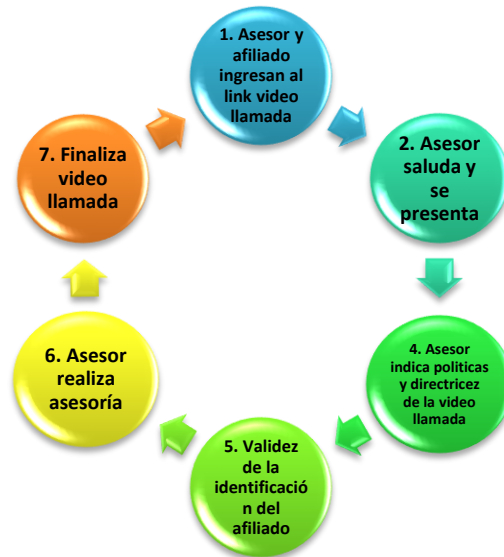 1. Asesor y
afiliado
ingresan al
link video
llamada
2. Asesor
saluda y
se
presenta
4. Asesor
indica politicas
y directricez
de la video
llamada
5. Validez
de la
identificació
n del
afiliado
6. Asesor
realiza
asesoría
7. Finaliza
video
llamada